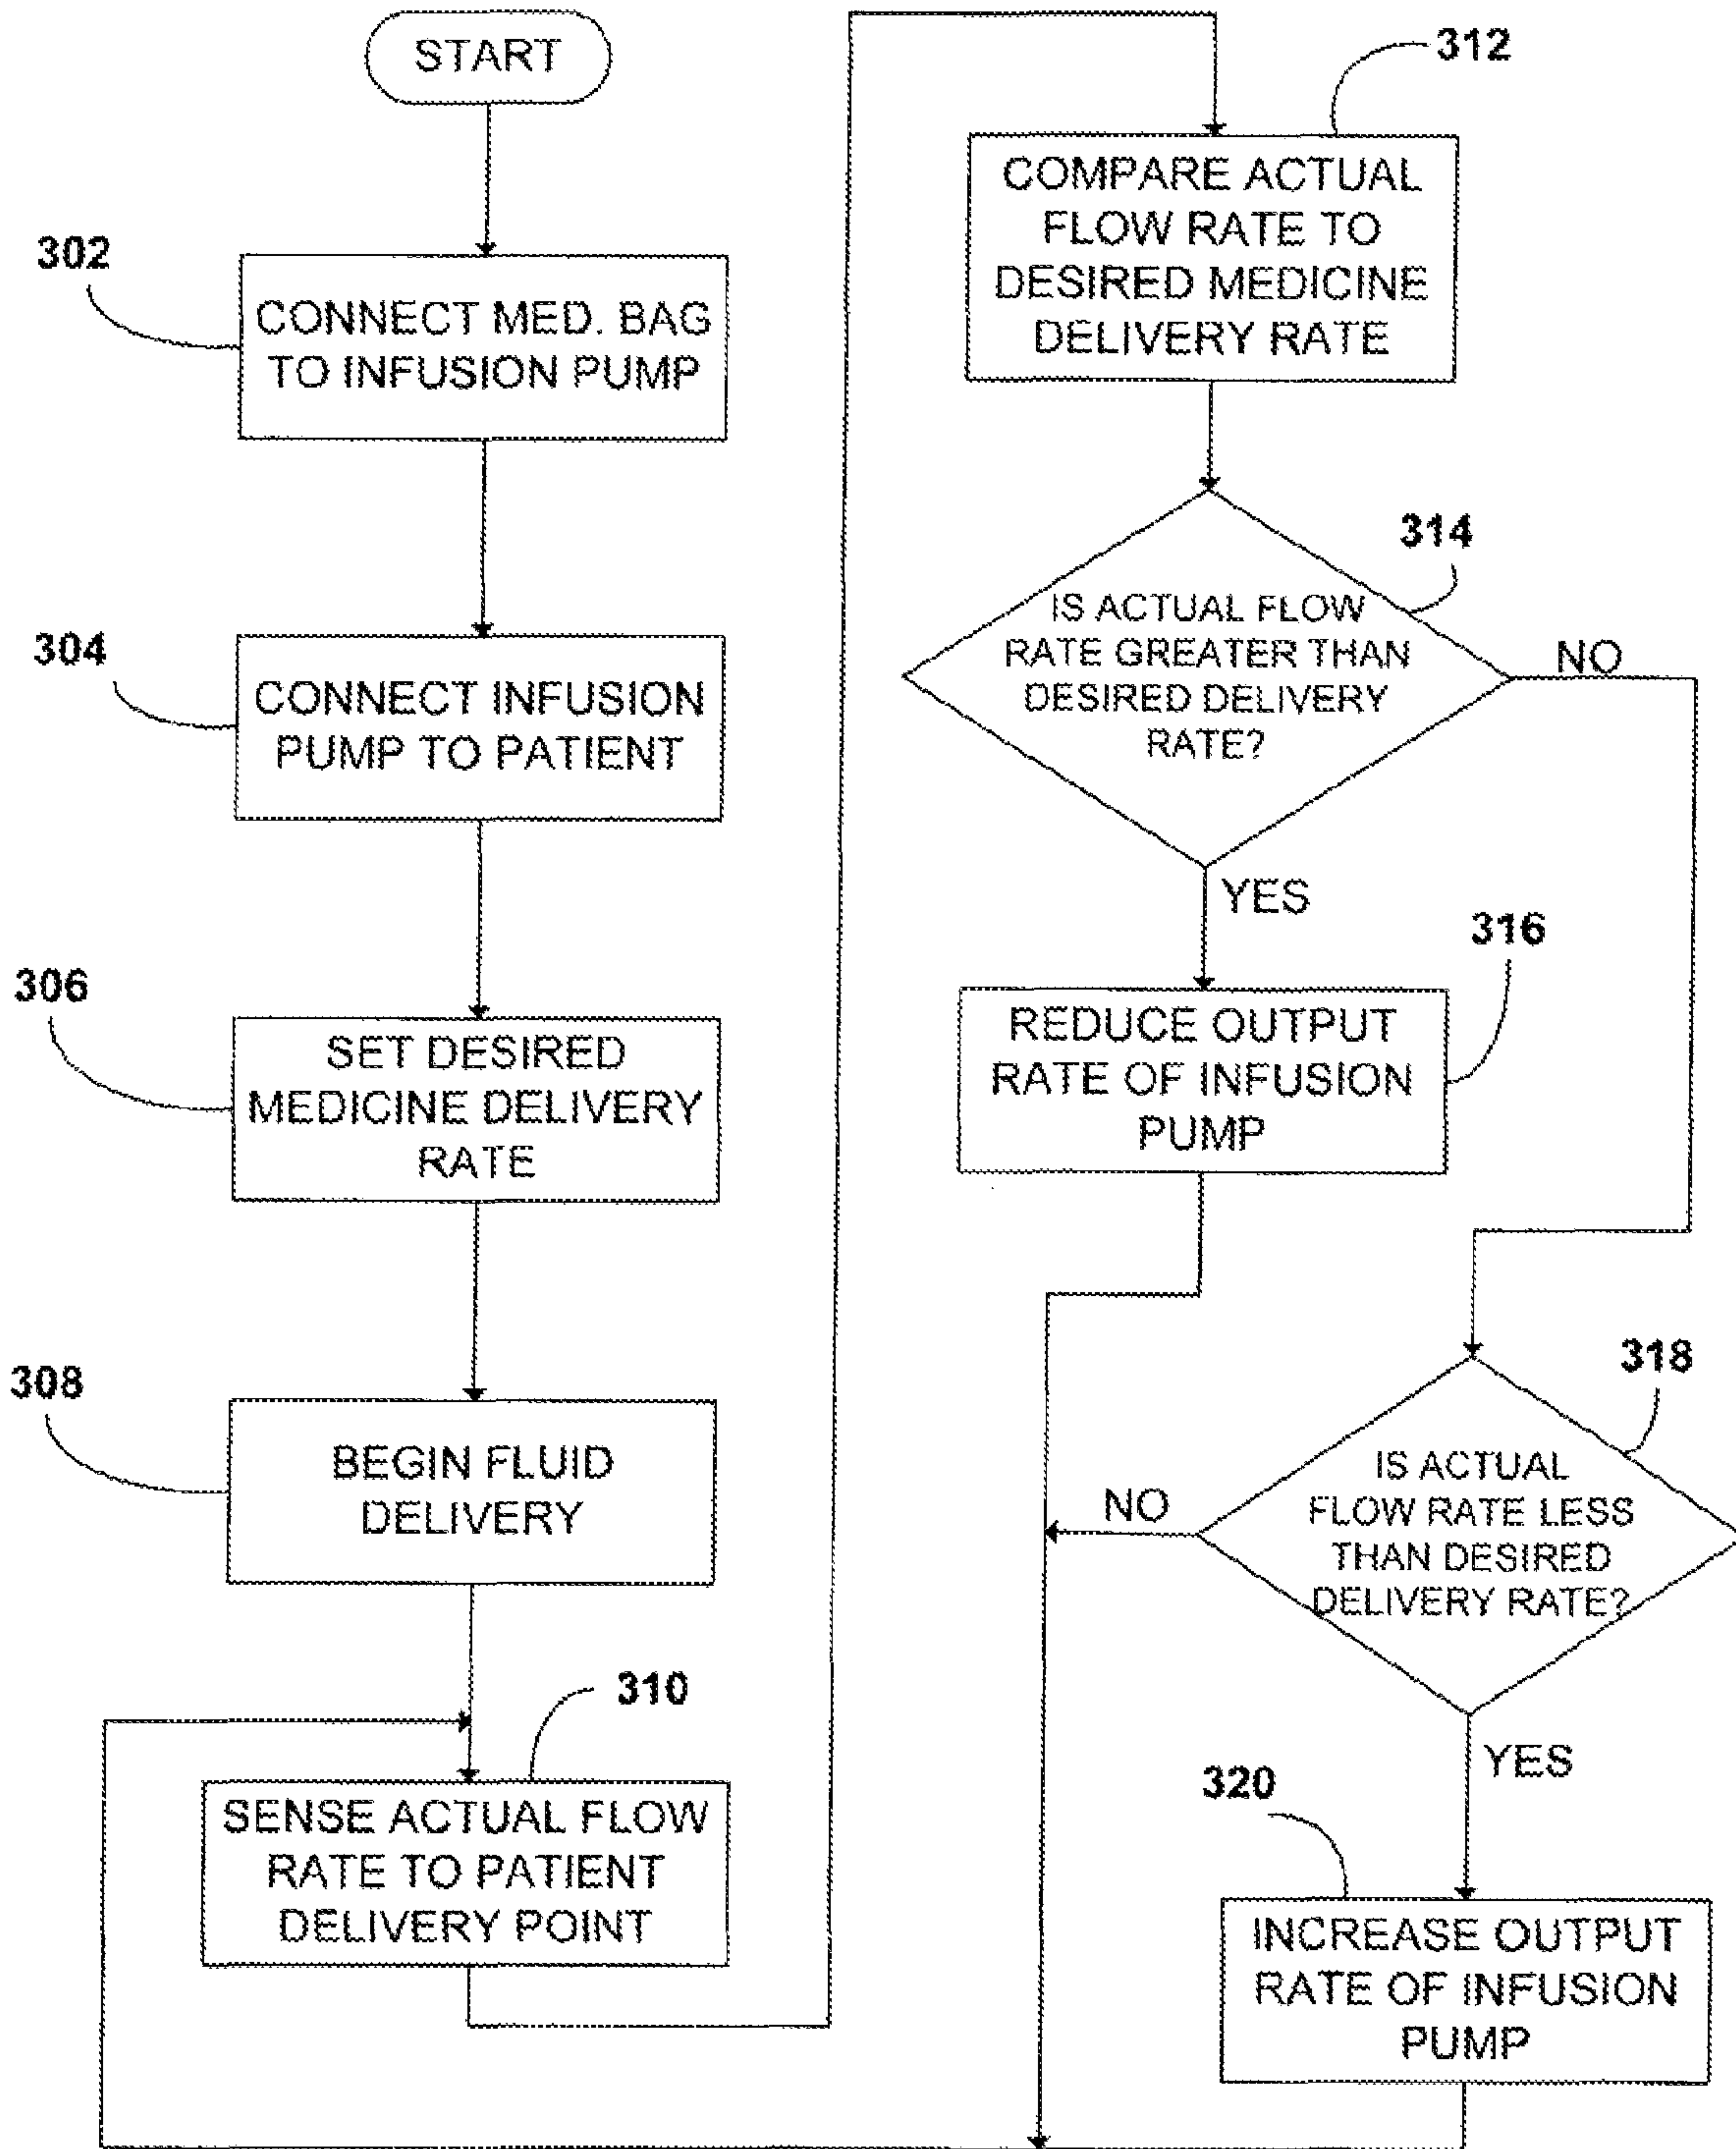 START
302
CONNECT MED. BAG
TO INFUSION PUMP
304
CONNECT INFUSION
PUMP TO PATIENT
306
SET DESIRED
MEDICINE DELIVERY
RATE
308
BEGIN FLUID
DELIVERY
310
SENSE ACTUAL FLOW
RATE TO PATIENT
DELIVERY POINT
312
COMPARE ACTUAL
FLOW RATE TO
DESIRED MEDICINE
DELIVERY RATE
314
IS ACTUAL FLOW
RATE GREATER THAN
DESIRED DELIVERY
RATE?
NO
YES
316
REDUCE OUTPUT
RATE OF INFUSION
PUMP
318
IS ACTUAL
FLOW RATE LESS
THAN DESIRED
DELIVERY RATE?
NO
YES
320
INCREASE OUTPUT
RATE OF INFUSION
PUMP